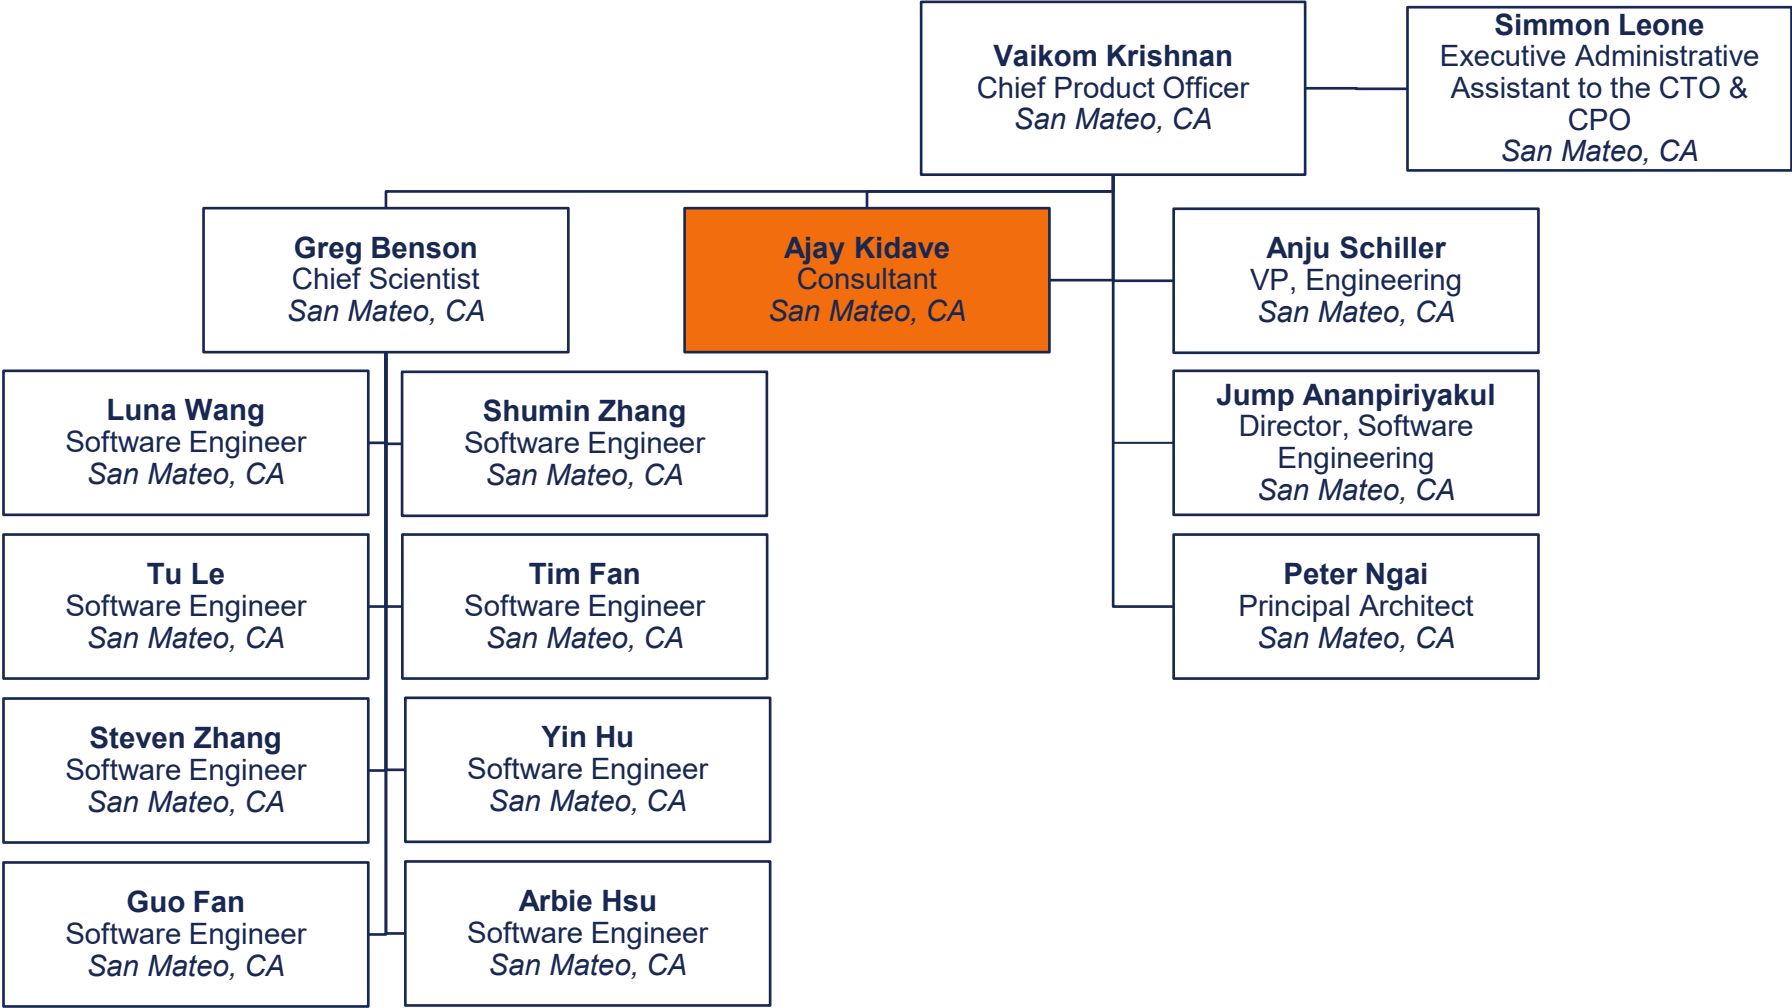 Vaikom Krishnan
Chief Product Officer
San Mateo, CA
Simmon Leone
Executive Administrative
Assistant to the CTO &
CPO
San Mateo, CA
Greg Benson
Chief Scientist
San Mateo, CA
Ajay Kidave
Consultant
San Mateo, CA
Anju Schiller
VP, Engineering
San Mateo, CA
Luna Wang
Software Engineer
San Mateo, CA
Shumin Zhang
Software Engineer
San Mateo, CA
Jump Ananpiriyakul
Director, Software
Engineering
San Mateo, CA
Tu Le
Software Engineer
San Mateo, CA
Tim Fan
Software Engineer
San Mateo, CA
Peter Ngai
Principal Architect
San Mateo, CA
Steven Zhang
Software Engineer
San Mateo, CA
Yin Hu
Software Engineer
San Mateo, CA
Guo Fan
Software Engineer
San Mateo, CA
Arbie Hsu
Software Engineer
San Mateo, CA